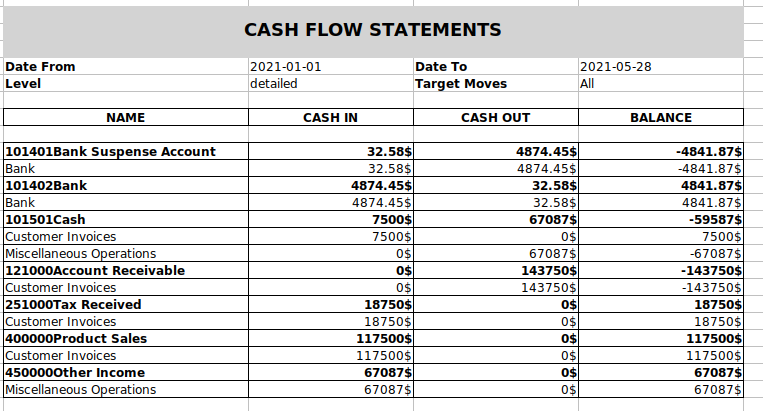 CASH FLOW STATEMENTS
Date From 2021-01-01 Date To 2021-05-28
Level detailed Target Moves All
NAME CASH IN CASH OUT BALANCE
101401Bank Suspense Account 32.58$ 4874.45$ -4841.87$
Bank 32.58$ 4874.45$ -4841.87$
101402Bank 4874.45$ 32.58$ 4841.87$
Bank 4874.45$ 32.58$ 4841.87$
101501Cash 7500$ 67087$ -59587$
Customer Invoices 7500$ 0$ 7500$
Miscellaneous Operations 0$ 67087$ -67087$
121000Account Receivable 0$ 143750$ -143750$
Customer Invoices 0$ 143750$ -143750$
251000Tax Received 18750$ 0$ 18750$
Customer Invoices 18750$ 0$ 18750$
400000Product Sales 117500$ 0$ 117500$
Customer Invoices 117500$ 0$ 117500$
450000Other Income 67087$ 0$ 67087$
Miscellaneous Operations 67087$ 0$ 67087$